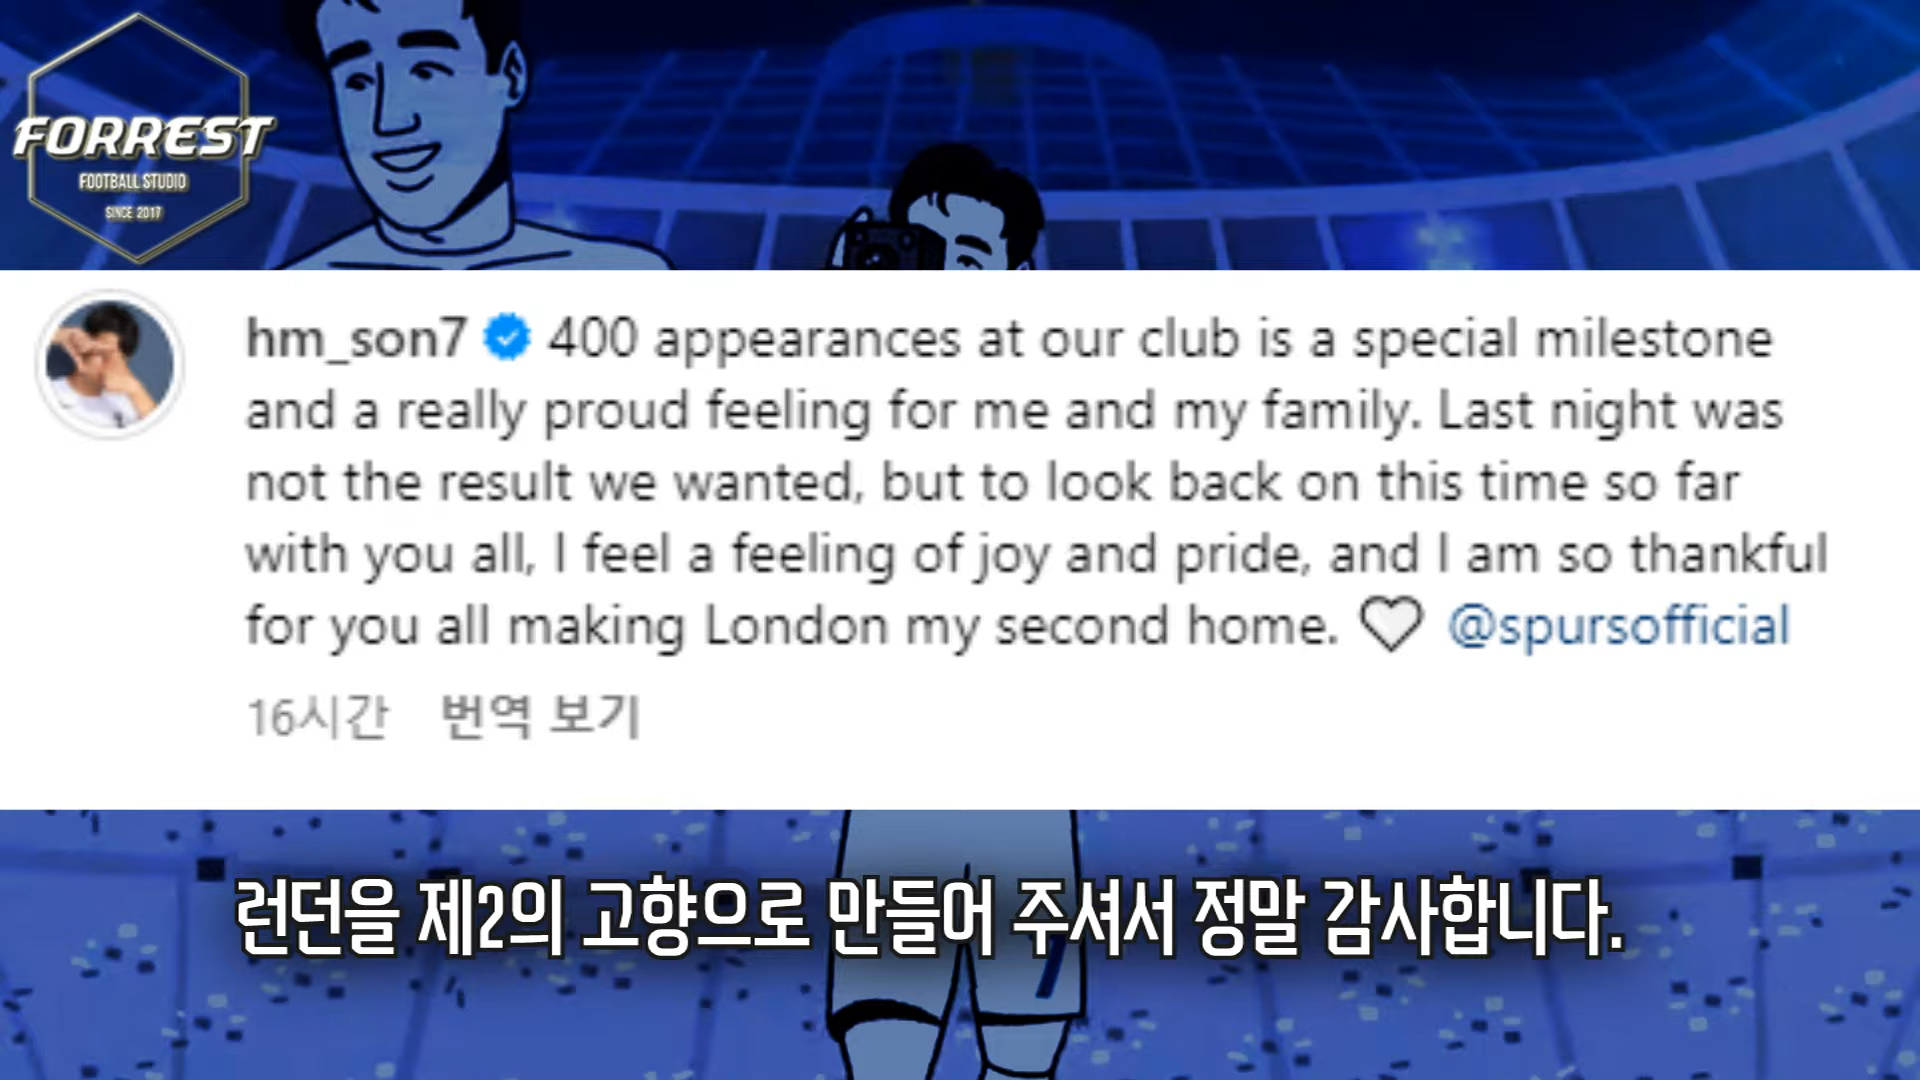 FORREST
FOOTBALL STUDIO
SINCE 2017
hm_son7 400 appearances at our club is a special milestone
and a really proud feeling for me and my family. Last night was
not the result we wanted, but to look back on this time so far
with you all, I feel a feeling of joy and pride, and I am so thankful
for you all making London my second home. 🤍 @spursofficial
16시간 번역 보기
런던을 제2의 고향으로 만들어 주셔서 정말 감사합니다.
7